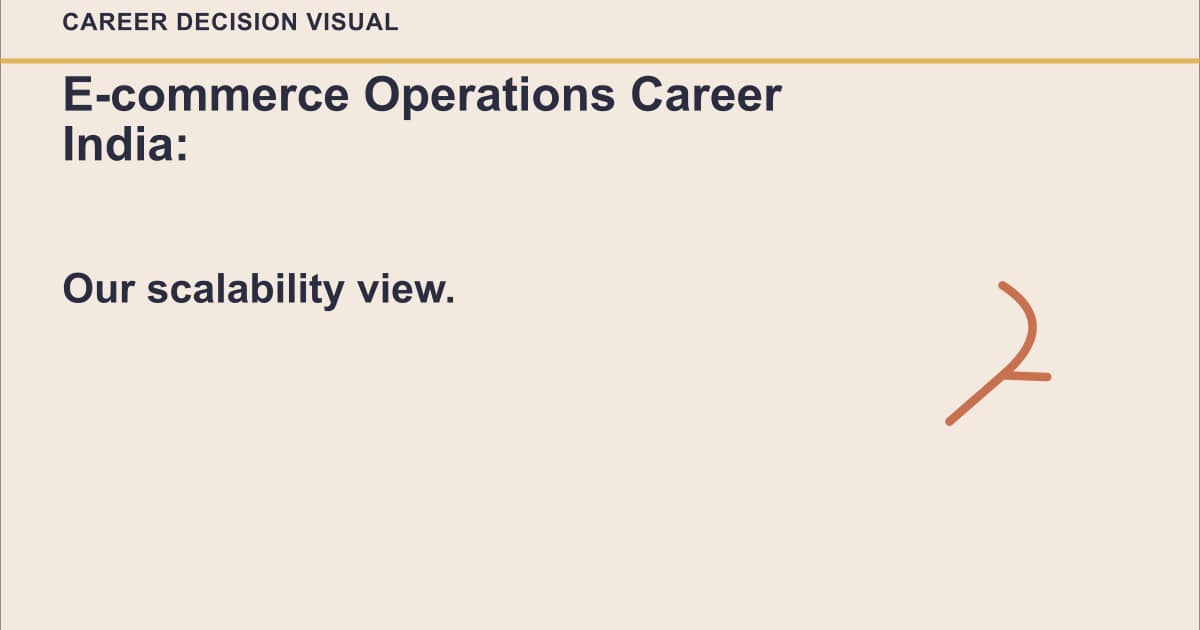 CAREER DECISION VISUAL
E-commerce Operations Career
India:
Our scalability view.